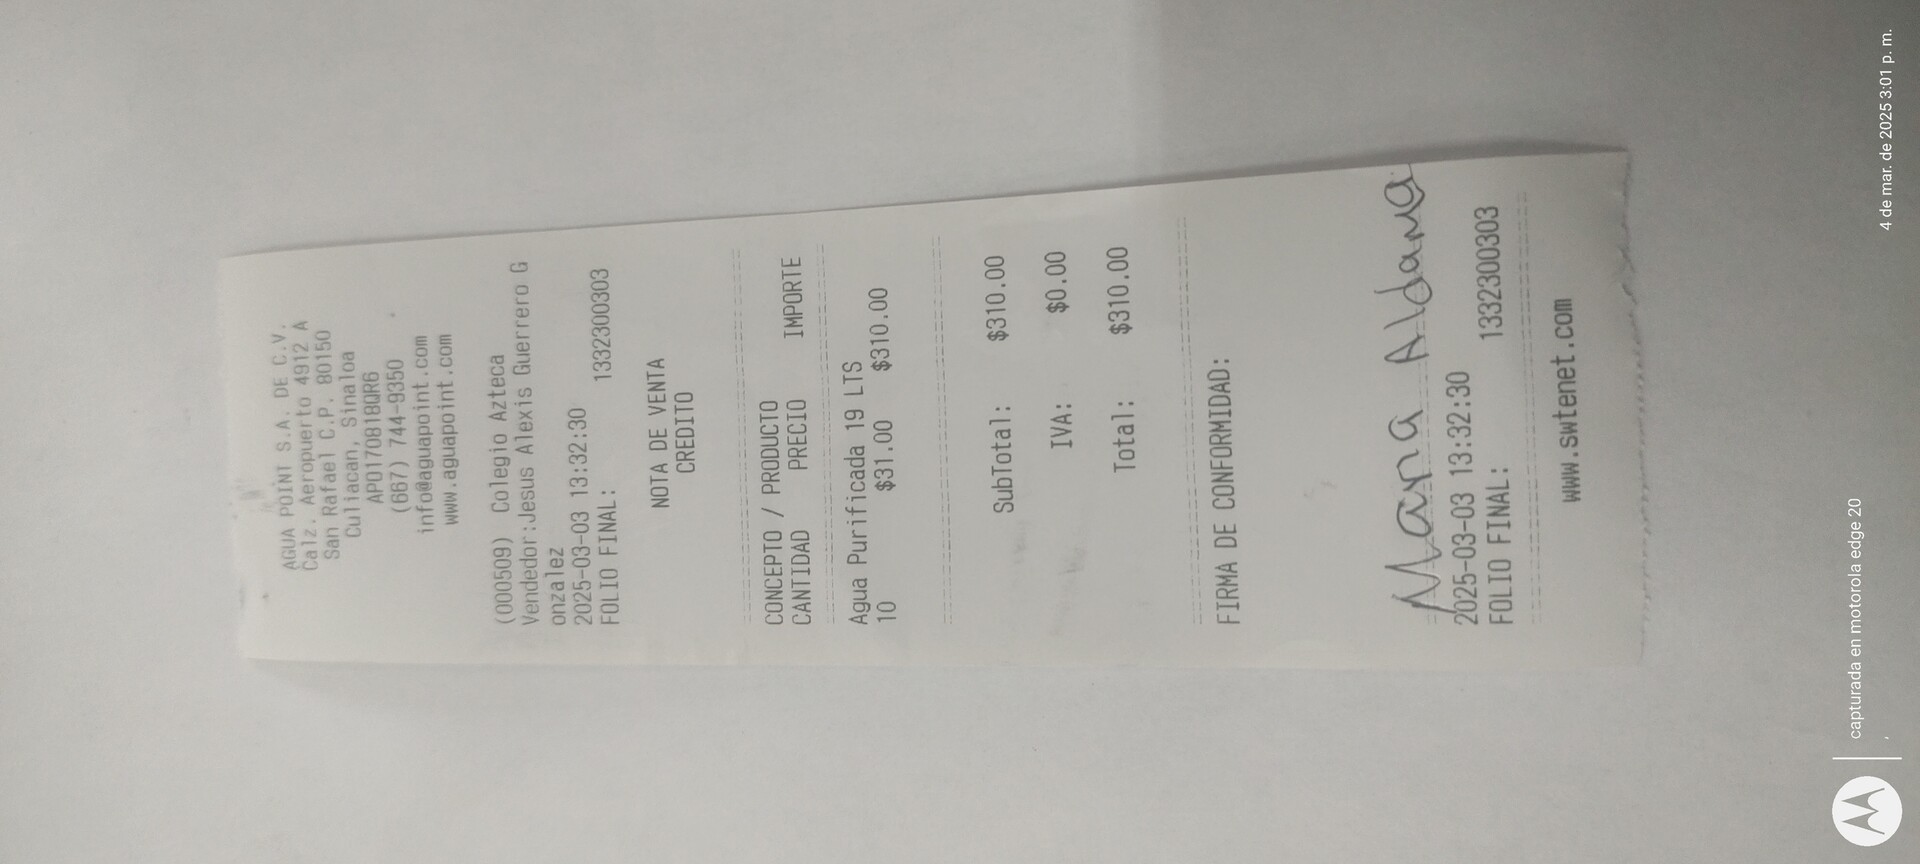 AGUA POINT S.A. DE C.V.
Calz. Aeropuerto 4912 A
San Rafael C.P. 80150
Culiacan, Sinaloa
APO170818QR6
(667) 744-9350
info@aguapoint.com
www.aguapoint.com
(000509) Colegio Azteca
Vendedor:Jesus Alexis Guerrero G
onzalez
2025-03-03 13:32:30
FOLIO FINAL: 1332300303
NOTA DE VENTA
CREDITO
CONCEPTO / PRODUCTO
CANTIDAD PRECIO IMPORTE
Agua Purificada 19 LTS
10 $31.00 $310.00
SubTotal: $310.00
IVA: $0.00
Total: $310.00
FIRMA DE CONFORMIDAD:
Maria Aldama
2025-03-03 13:32:30
FOLIO FINAL: 1332300303
www.swtenet.com
capturada en motorola edge 20
4 de mar. de 2025 3:01 p. m.